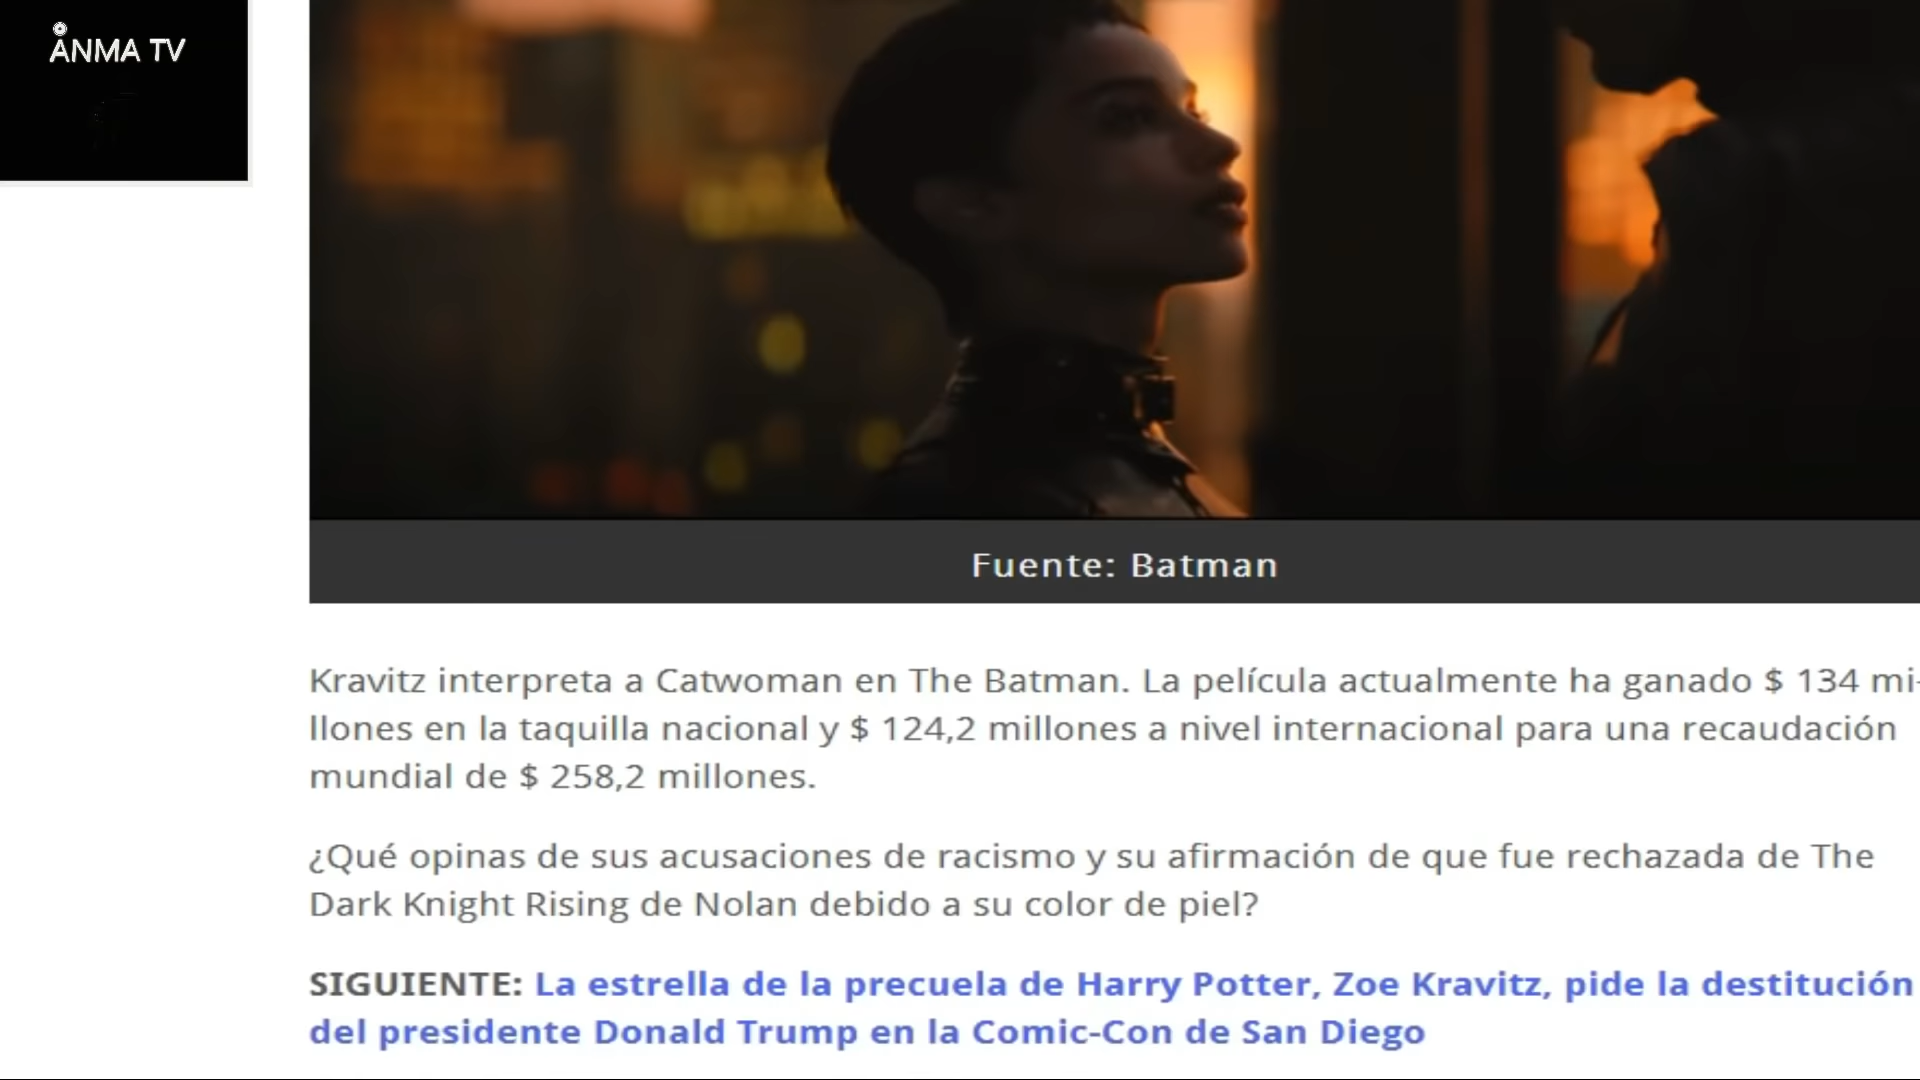 ÅNMA TV
Fuente: Batman
Kravitz interpreta a Catwoman en The Batman. La película actualmente ha ganado $ 134 mi-
llones en la taquilla nacional y $ 124,2 millones a nivel internacional para una recaudación
mundial de $ 258,2 millones.
¿Qué opinas de sus acusaciones de racismo y su afirmación de que fue rechazada de The
Dark Knight Rising de Nolan debido a su color de piel?
SIGUIENTE: La estrella de la precuela de Harry Potter, Zoe Kravitz, pide la destitución
del presidente Donald Trump en la Comic-Con de San Diego